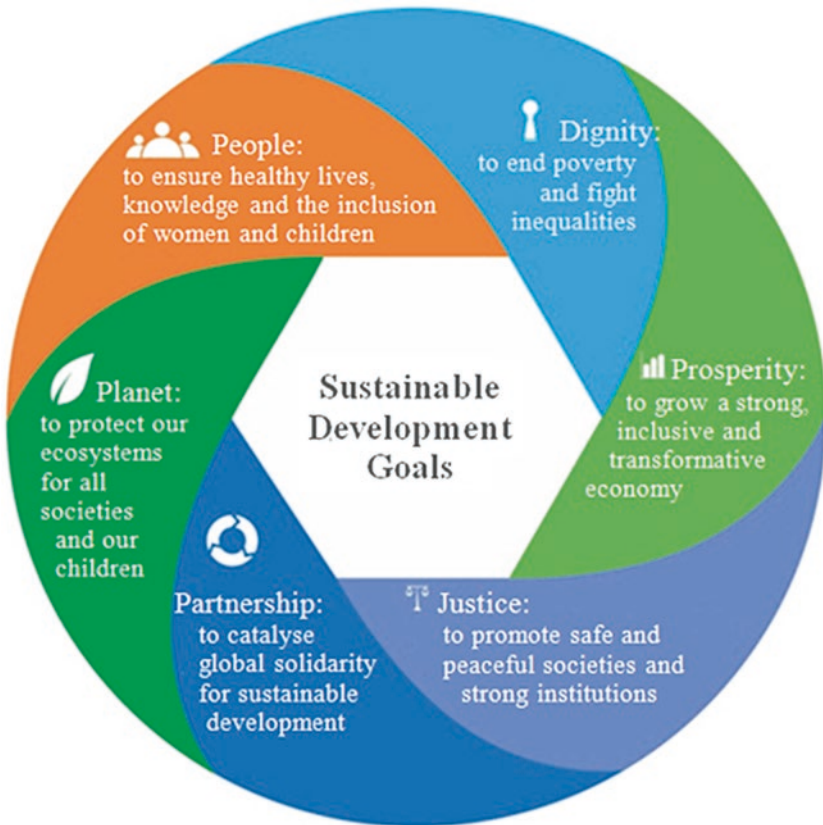 People:
to ensure healthy lives,
knowledge and the inclusion
of women and children
Dignity:
to end poverty
and fight
inequalities
Planet:
to protect our
ecosystems
for all
societies
and our
children
Sustainable
Development
Goals
Prosperity:
to grow a strong,
inclusive and
transformative
economy
Partnership:
to catalyse
global solidarity
for sustainable
development
Justice:
to promote safe and
peaceful societies and
strong institutions